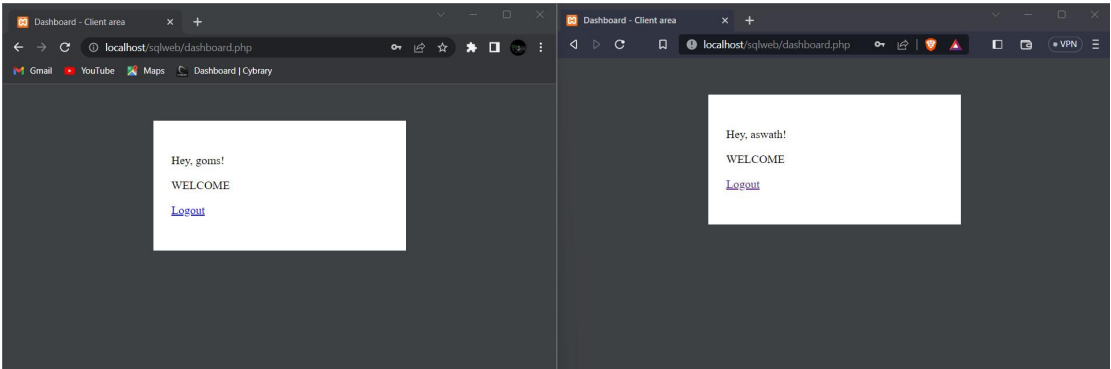 Dashboard - Client area
localhost/sqlweb/dashboard.php
Gmail YouTube Maps Dashboard | Cybrary
Hey, goms!
WELCOME
Logout
Dashboard - Client area
localhost/sqlweb/dashboard.php VPN
Hey, aswath!
WELCOME
Logout